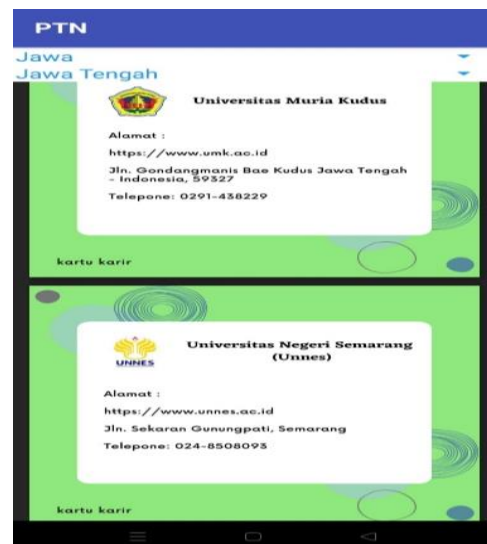 PTN
Jawa
Jawa Tengah
Universitas Muria Kudus
Alamat :
https://www.umk.ac.id
Jln. Gondangmanis Bae Kudus Jawa Tengah
- Indonesia, 59327
Telepone: 0291-438229
kartu karir
UNNES
Universitas Negeri Semarang
(Unnes)
Alamat :
https://www.unnes.ac.id
Jln. Sekaran Gunungpati, Semarang
Telepone: 024-8508093
kartu karir